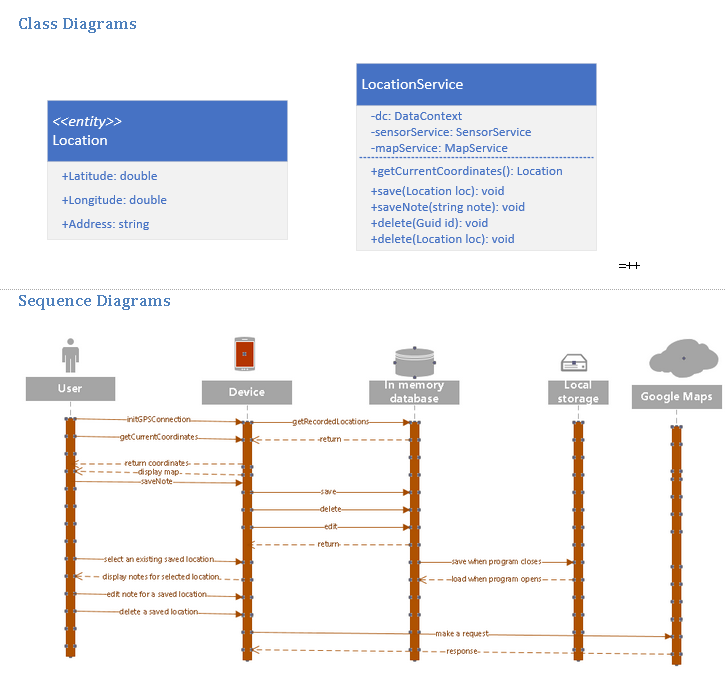 Class Diagrams
<<entity>>
Location
+Latitude: double
+Longitude: double
+Address: string
LocationService
-dc: DataContext
-sensorService: SensorService
-mapService: MapService
+getCurrentCoordinates(): Location
+save(Location loc): void
+saveNote(string note): void
+delete(Guid id): void
+delete(Location loc): void
Sequence Diagrams
User
Device
In memory
database
Local
storage
Google Maps
initGPSConnection
getRecordedLocations
getCurrentCoordinates
return
return coordinates
display map
saveNote
save
delete
edit
return
select an existing saved location
save when program closes
display notes for selected location
load when program opens
edit note for a saved location
delete a saved location
make a request
response